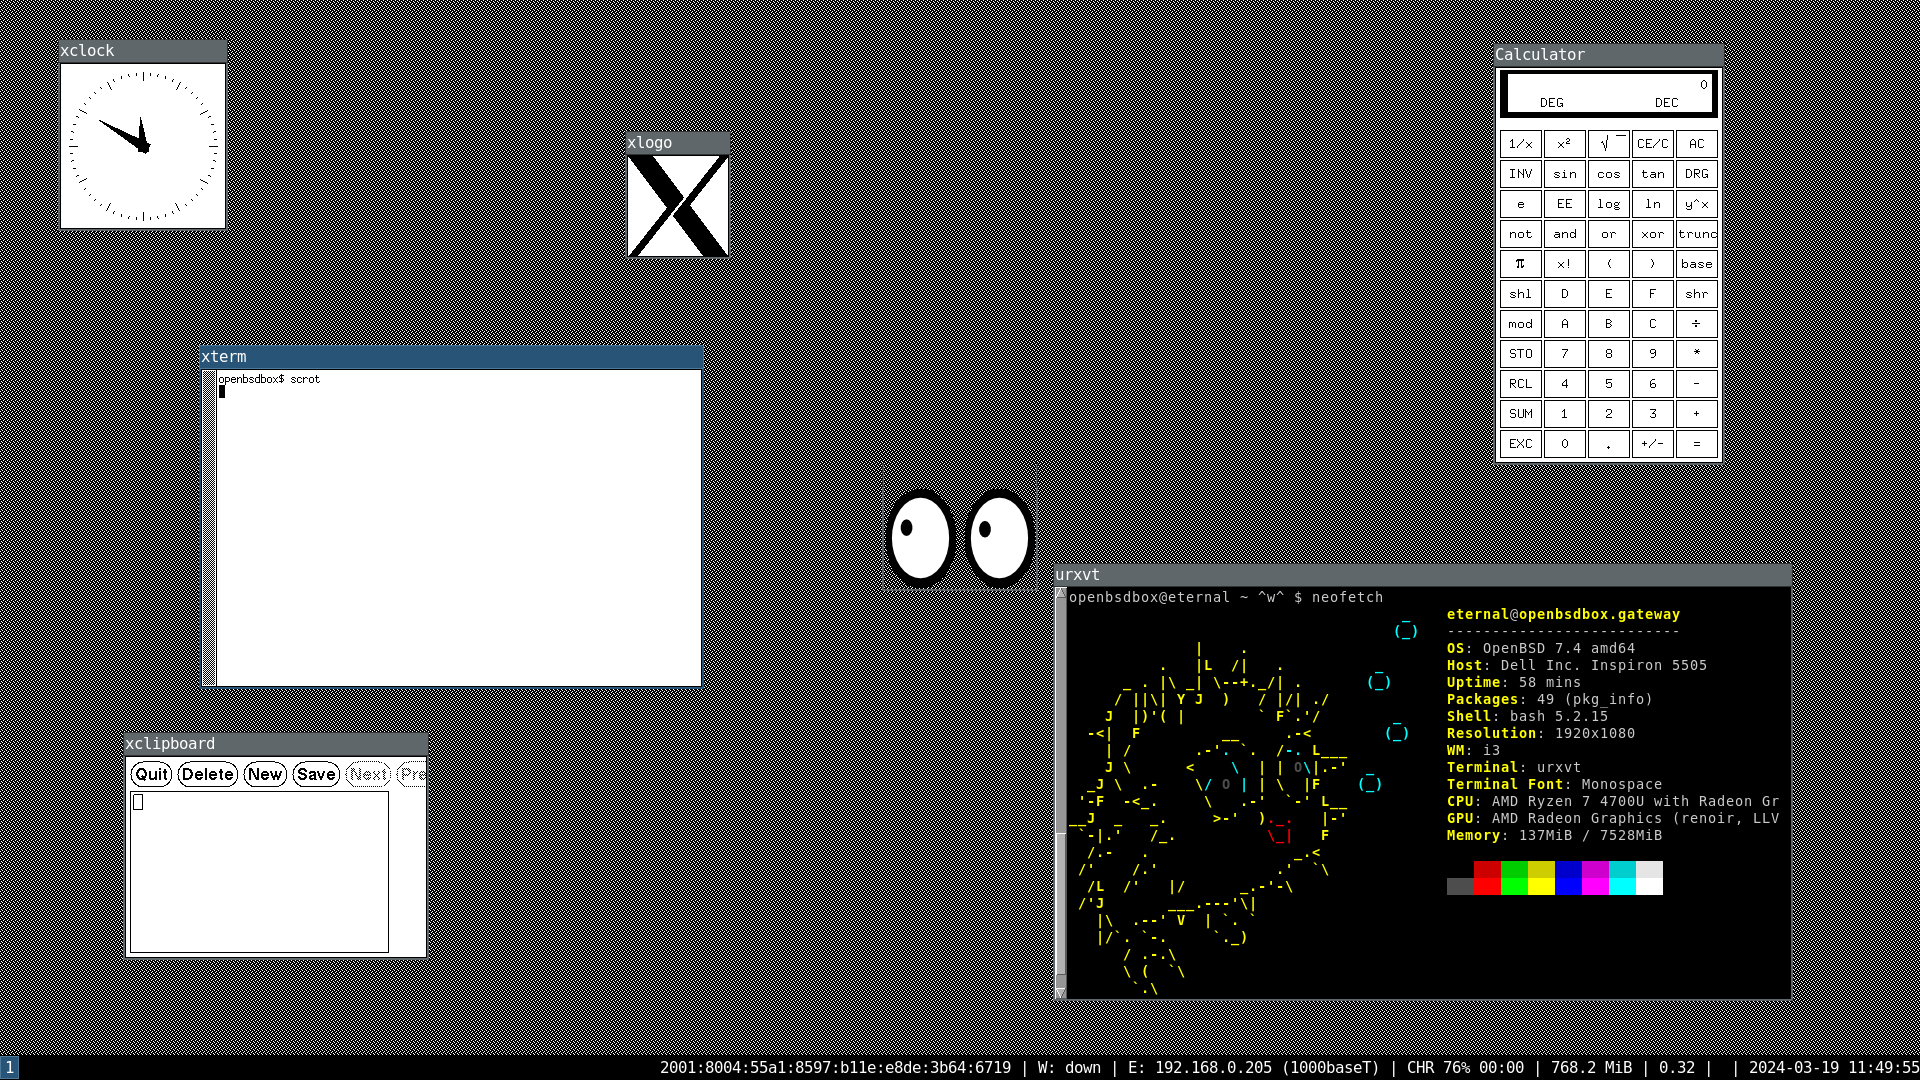 xclock
Calculator
0
DEG DEC
1/x x² √‾ CE/C AC
INV sin cos tan DRG
e EE log ln y^x
not and or xor trunc
π x! ( ) base
shl D E F shr
mod A B C ÷
STO 7 8 9 *
RCL 4 5 6 -
SUM 1 2 3 +
EXC 0 . +/- =
xlogo
xterm
openbsdbox$ scrot
urxvt
openbsdbox@eternal ~ ^w^ $ neofetch
eternal@openbsdbox.gateway
--------------------------
OS: OpenBSD 7.4 amd64
Host: Dell Inc. Inspiron 5505
Uptime: 58 mins
Packages: 49 (pkg_info)
Shell: bash 5.2.15
Resolution: 1920x1080
WM: i3
Terminal: urxvt
Terminal Font: Monospace
CPU: AMD Ryzen 7 4700U with Radeon Gr
GPU: AMD Radeon Graphics (renoir, LLV
Memory: 137MiB / 7528MiB
xclipboard
Quit Delete New Save Next Pre
1
2001:8004:55a1:8597:b11e:e8de:3b64:6719 | W: down | E: 192.168.0.205 (1000baseT) | CHR 76% 00:00 | 768.2 MiB | 0.32 | | 2024-03-19 11:49:55